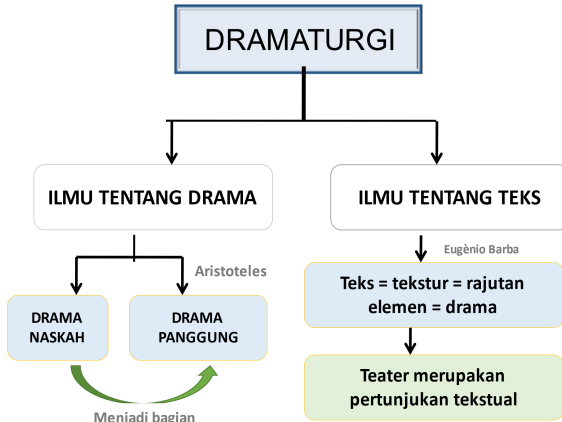 DRAMATURGI
ILMU TENTANG DRAMA
ILMU TENTANG TEKS
Eugènio Barba
Aristoteles
Teks = tekstur = rajutan
elemen = drama
DRAMA
NASKAH
DRAMA
PANGGUNG
Teater merupakan
pertunjukan tekstual
Menjadi bagian